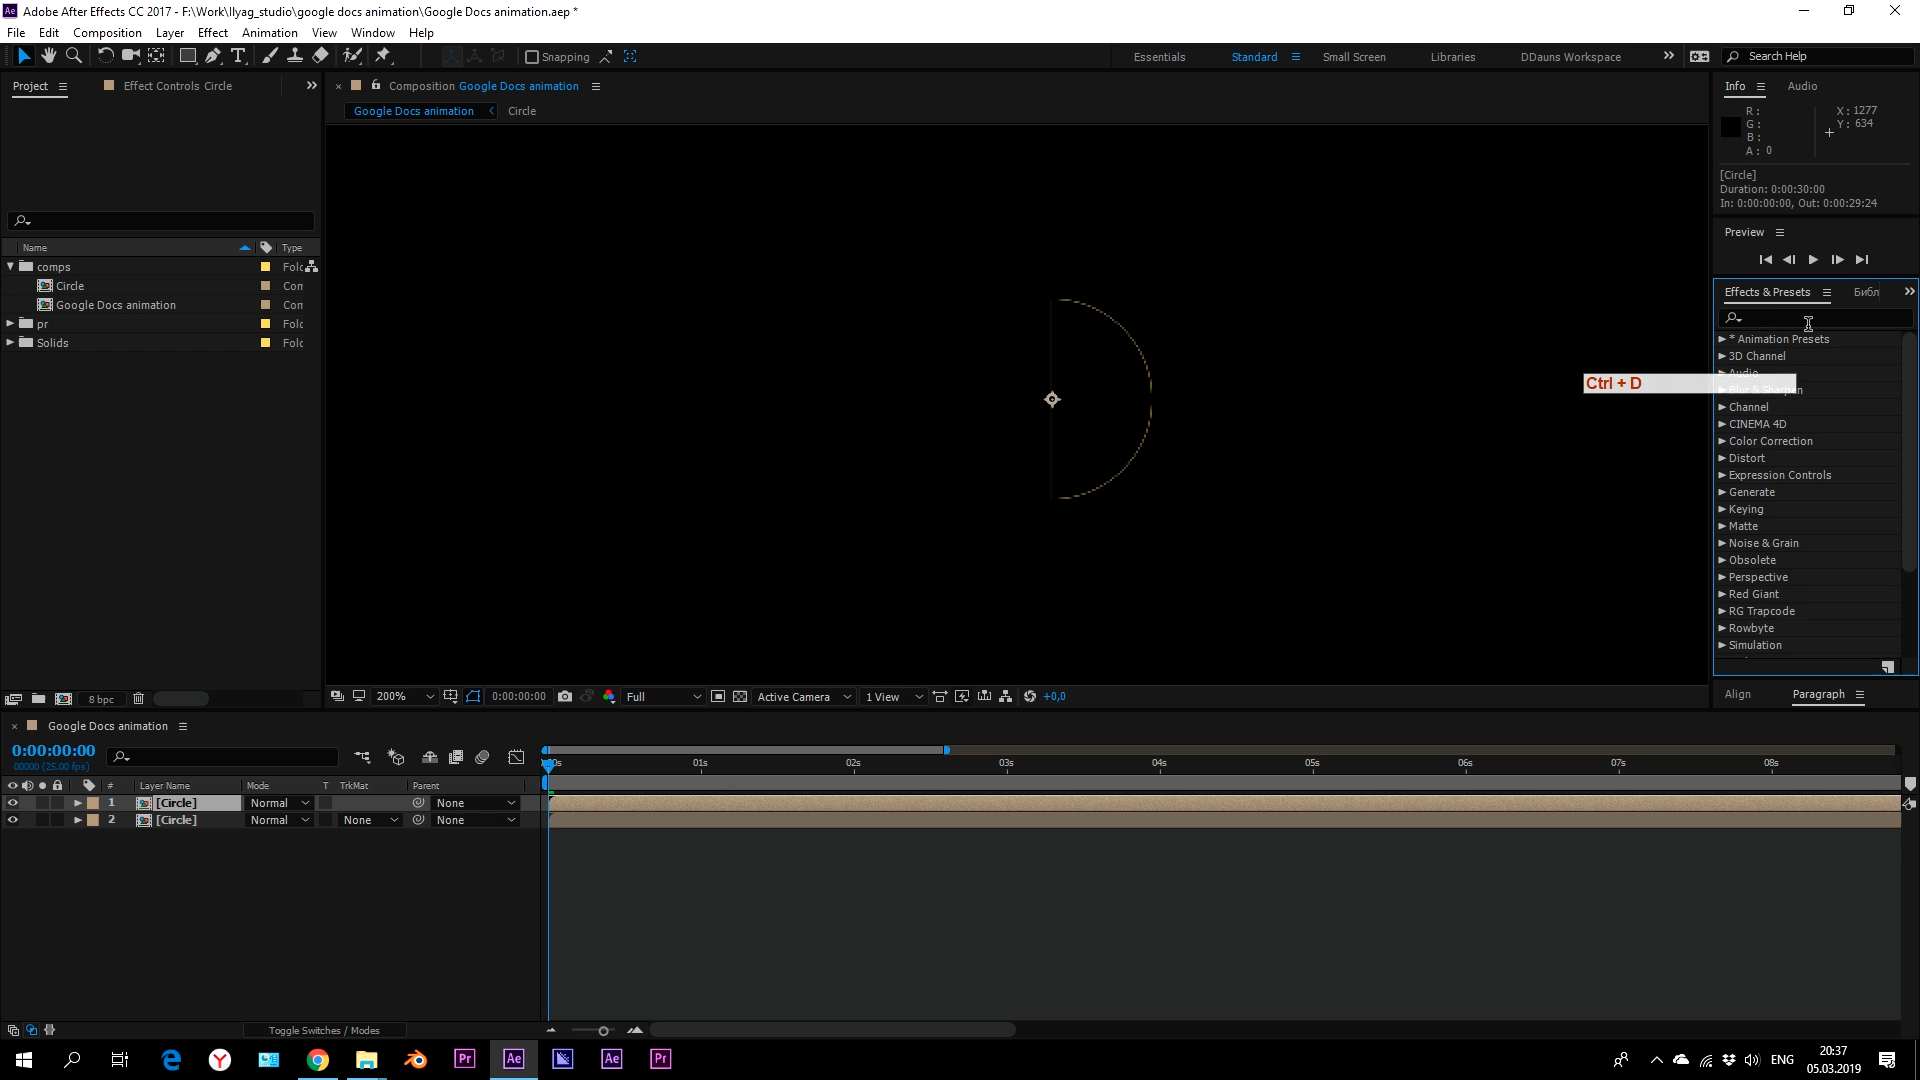 Adobe After Effects CC 2017 - F:\Work\Ilyag_studio\google docs animation\Google Docs animation.aep *
File Edit Composition Layer Effect Animation View Window Help
Snapping
Essentials Standard Small Screen Libraries DDauns Workspace Search Help
Project Effect Controls Circle
Composition Google Docs animation
Google Docs animation Circle
Info Audio
R: X: 1277
G: Y: 634
B:
A: 0
[Circle]
Duration: 0:00:30:00
In: 0:00:00:00, Out: 0:00:29:24
Preview
Effects & Presets Библ
Name Type
comps
Circle
Google Docs animation
pr
Solids
* Animation Presets
3D Channel
Audio
Ctrl + D
Blur & Sharpen
Channel
CINEMA 4D
Color Correction
Distort
Expression Controls
Generate
Keying
Matte
Noise & Grain
Obsolete
Perspective
Red Giant
RG Trapcode
Rowbyte
Simulation
8 bpc
200% 0:00:00:00 Full Active Camera 1 View +0,0
Align Paragraph
Google Docs animation
0:00:00:00
00000 (25.00 fps)
01s 02s 03s 04s 05s 06s 07s 08s
# Layer Name Mode T TrkMat Parent
1 [Circle] Normal None
2 [Circle] Normal None None
Toggle Switches / Modes
ENG 20:37
05.03.2019